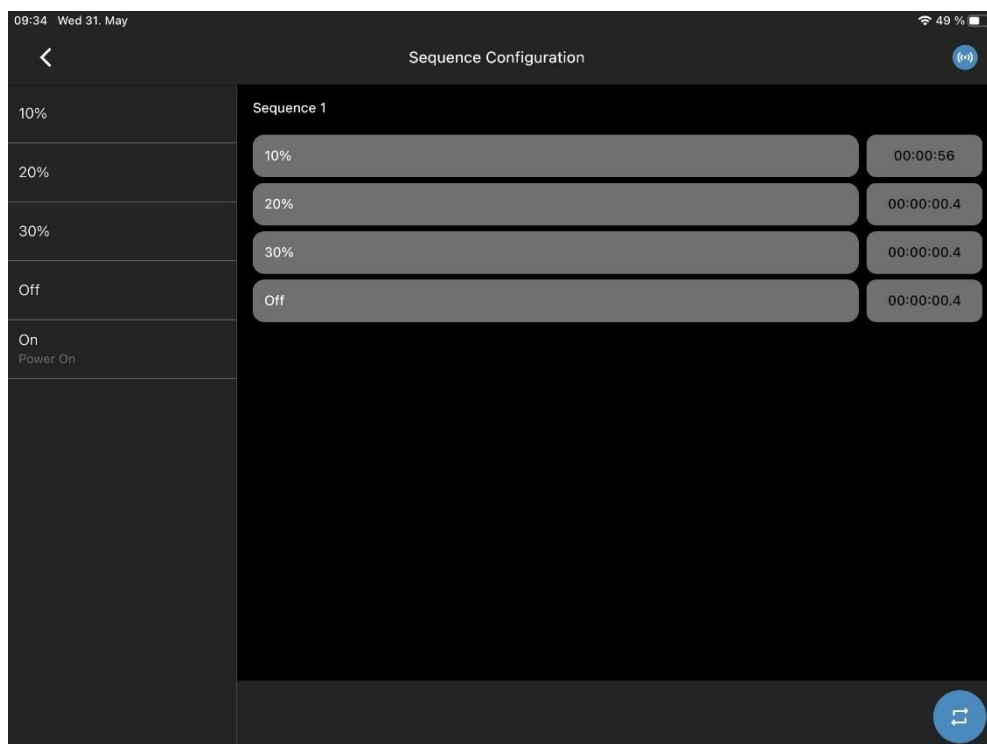 09:34 Wed 31. May
49 %
Sequence Configuration
10%
20%
30%
Off
On
Power On
Sequence 1
10% 00:00:56
20% 00:00:00.4
30% 00:00:00.4
Off 00:00:00.4